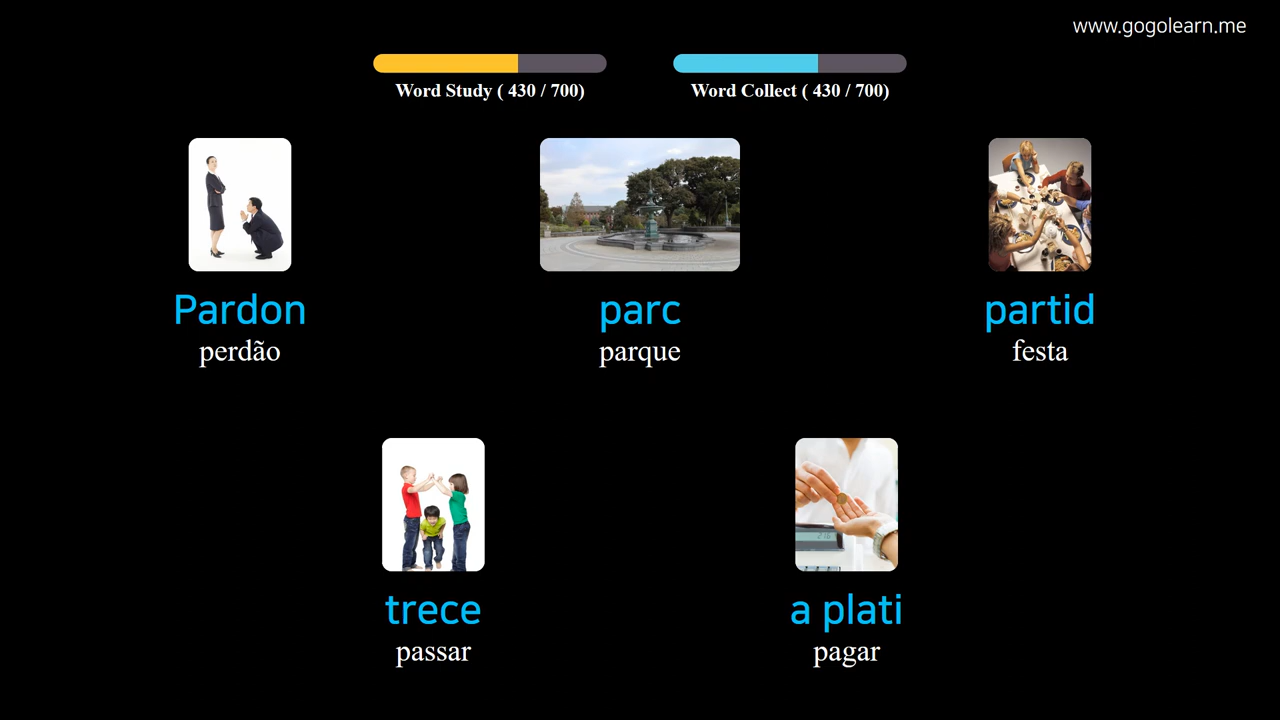 www.gogolearn.me
Word Study ( 430 / 700)
Word Collect ( 430 / 700)
Pardon
perdão
parc
parque
partid
festa
trece
passar
a plati
pagar